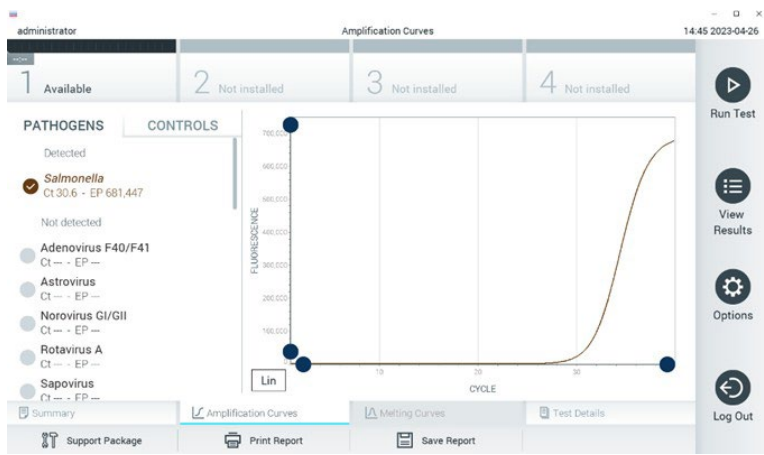 administrator
Amplification Curves
14:45 2023-04-26
--:--
1 Available
2 Not installed
3 Not installed
4 Not installed
Run Test
View
Results
Options
Log Out
PATHOGENS
CONTROLS
Detected
Salmonella
Ct 30.6 - EP 681,447
Not detected
Adenovirus F40/F41
Ct --- - EP ---
Astrovirus
Ct --- - EP ---
Norovirus GI/GII
Ct --- - EP ---
Rotavirus A
Ct --- - EP ---
Sapovirus
Ct --- - EP ---
FLUORESCENCE
700,000
600,000
500,000
400,000
300,000
200,000
100,000
0
10
20
30
CYCLE
Lin
Summary
Amplification Curves
Melting Curves
Test Details
Support Package
Print Report
Save Report